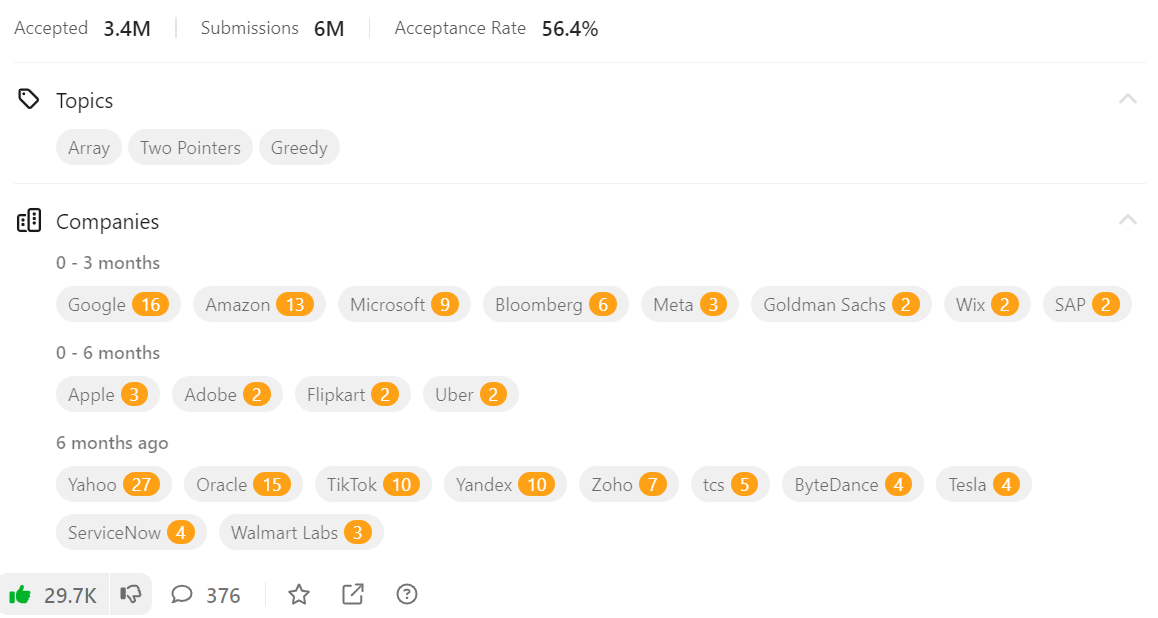 Accepted 3.4M Submissions 6M Acceptance Rate 56.4%
Topics
Array Two Pointers Greedy
Companies
0 - 3 months
Google 16 Amazon 13 Microsoft 9 Bloomberg 6 Meta 3 Goldman Sachs 2 Wix 2 SAP 2
0 - 6 months
Apple 3 Adobe 2 Flipkart 2 Uber 2
6 months ago
Yahoo 27 Oracle 15 TikTok 10 Yandex 10 Zoho 7 tcs 5 ByteDance 4 Tesla 4
ServiceNow 4 Walmart Labs 3
29.7K 376